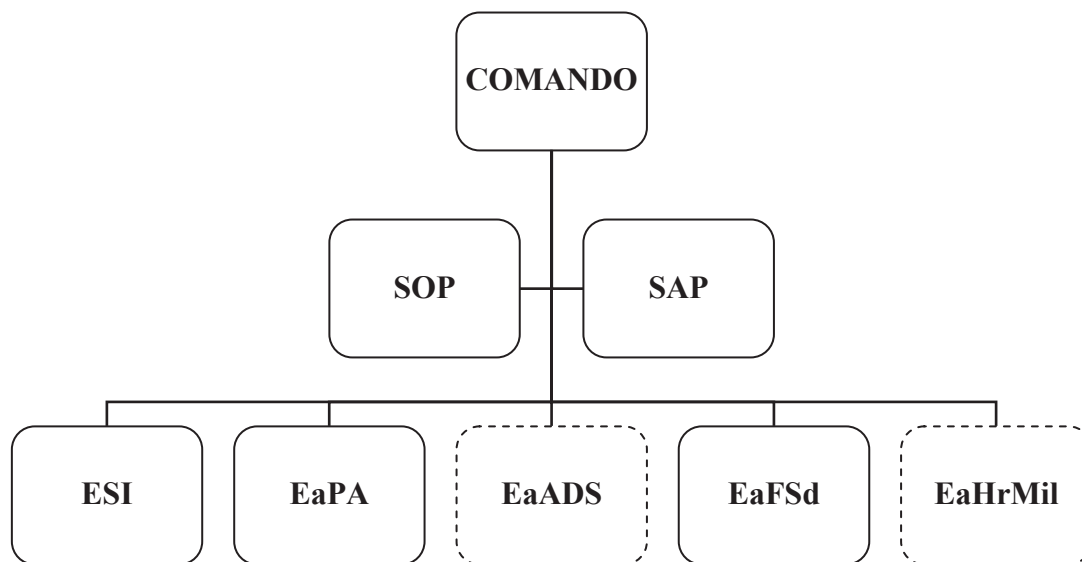 COMANDO
SOP
SAP
ESI
EaPA
EaADS
EaFSd
EaHrMil